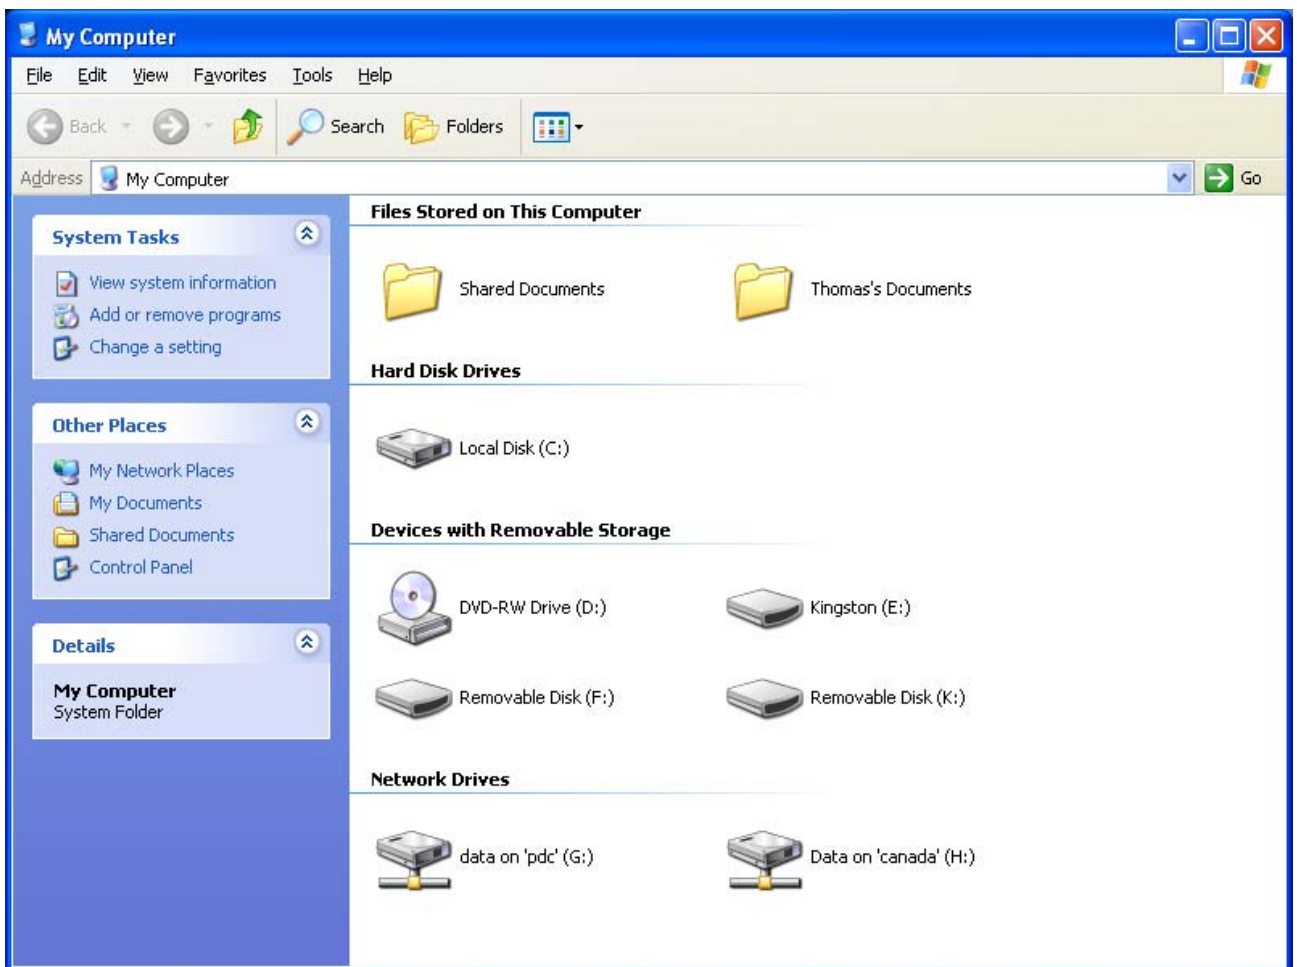 My Computer
File Edit View Favorites Tools Help
Back Search Folders
Address My Computer Go
System Tasks
View system information
Add or remove programs
Change a setting
Other Places
My Network Places
My Documents
Shared Documents
Control Panel
Details
My Computer
System Folder
Files Stored on This Computer
Shared Documents Thomas's Documents
Hard Disk Drives
Local Disk (C:)
Devices with Removable Storage
DVD-RW Drive (D:) Kingston (E:)
Removable Disk (F:) Removable Disk (K:)
Network Drives
data on 'pdc' (G:) Data on 'canada' (H:)